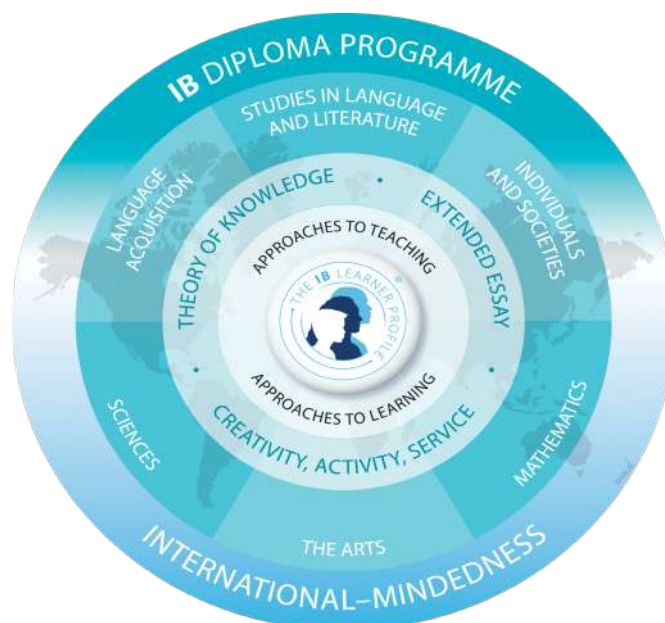 IB DIPLOMA PROGRAMME
STUDIES IN LANGUAGE
AND LITERATURE
LANGUAGE
ACQUISITION
INDIVIDUALS
AND SOCIETIES
THEORY OF KNOWLEDGE
EXTENDED ESSAY
APPROACHES TO TEACHING
THE IB LEARNER PROFILE
®
APPROACHES TO LEARNING
CREATIVITY, ACTIVITY, SERVICE
SCIENCES
MATHEMATICS
THE ARTS
INTERNATIONAL–MINDEDNESS